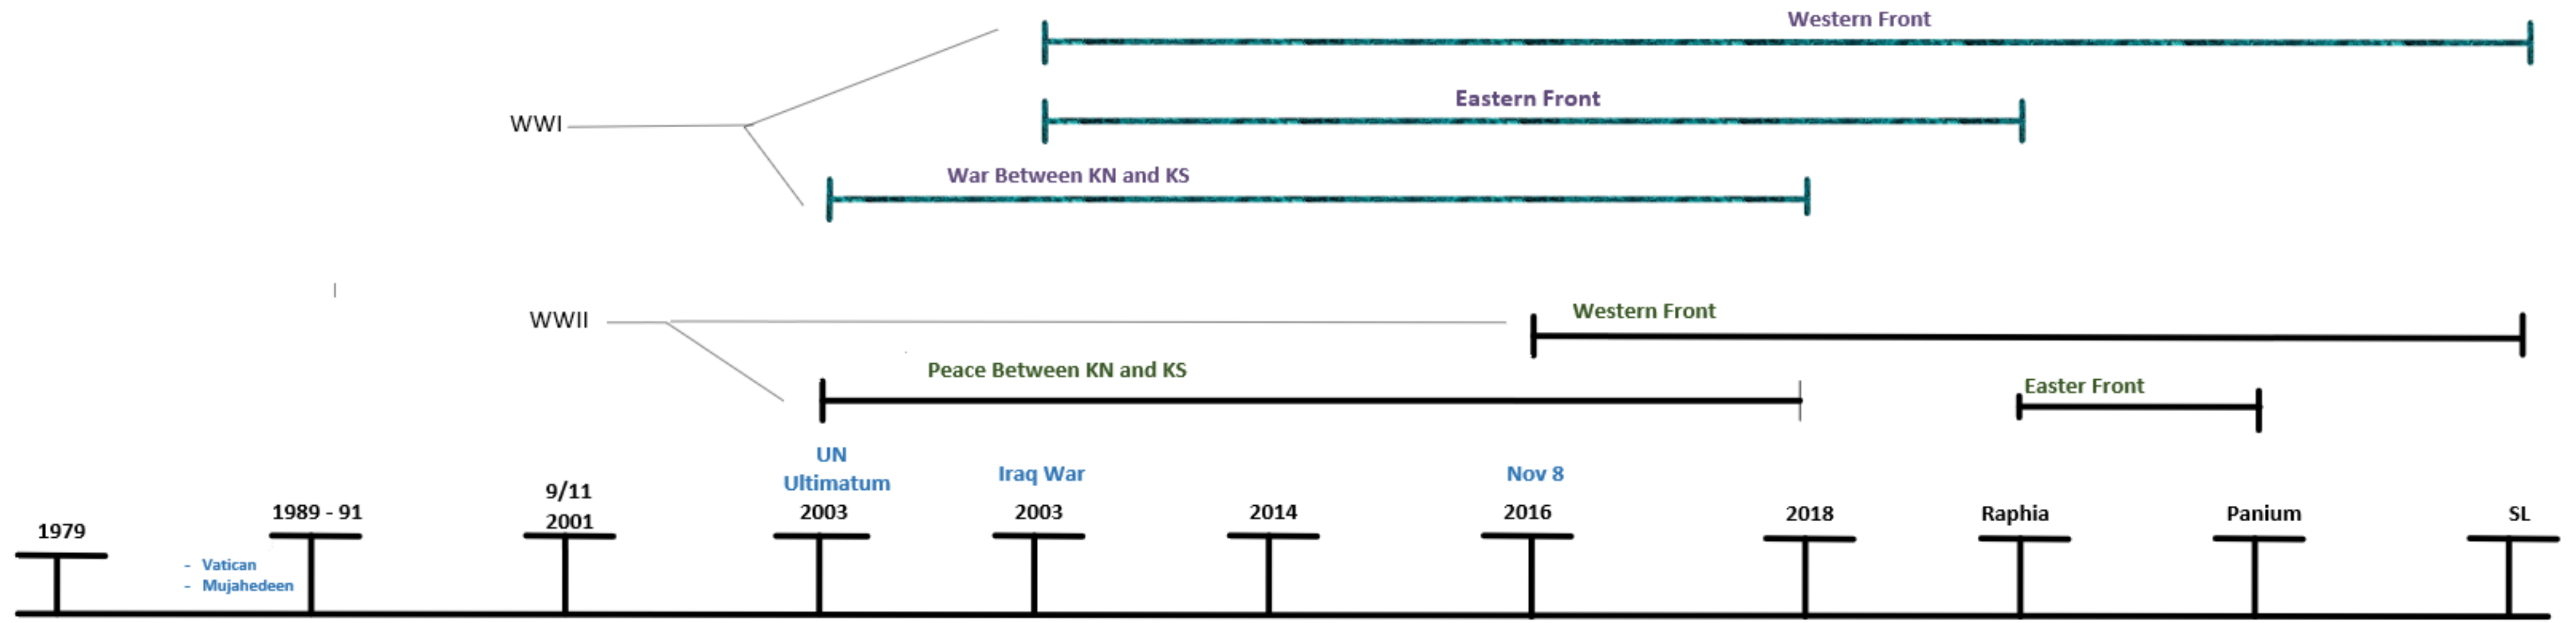 Western Front
Eastern Front
WWI
War Between KN and KS
Western Front
WWII
Peace Between KN and KS
Easter Front
UN
Ultimatum
Iraq War
Nov 8
9/11
1979
1989 - 91
2001
2003
2003
2014
2016
2018
Raphia
Panium
SL
- Vatican
- Mujahedeen